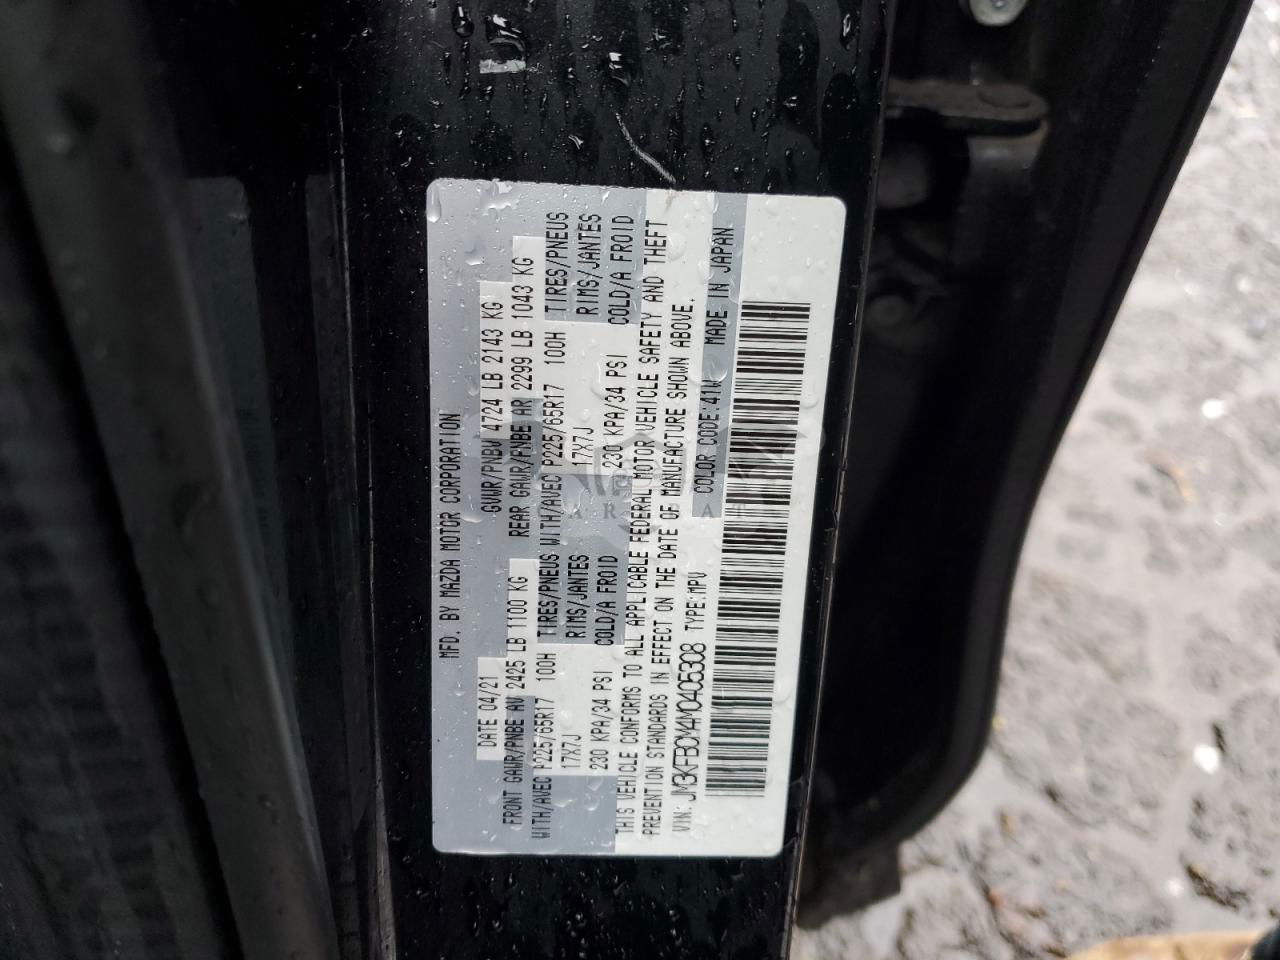 MFD. BY MAZDA MOTOR CORPORATION
DATE 04/21 GVWR/PNBV 4724 LB 2143 KG
FRONT GAWR/PNBE AV 2425 LB 1100 KG REAR GAWR/PNBE AR 2299 LB 1043 KG
WITH/AVEC P225/65R17 100H TIRES/PNEUS WITH/AVEC P225/65R17 100H TIRES/PNEUS
17X7J RIMS/JANTES 17X7J RIMS/JANTES
230 KPA/34 PSI COLD/A FROID 230 KPA/34 PSI COLD/A FROID
THIS VEHICLE CONFORMS TO ALL APPLICABLE FEDERAL MOTOR VEHICLE SAFETY AND THEFT
PREVENTION STANDARDS IN EFFECT ON THE DATE OF MANUFACTURE SHOWN ABOVE.
VIN: JM3KFBCM4M0405308 TYPE:MPV COLOR CODE:41W MADE IN JAPAN